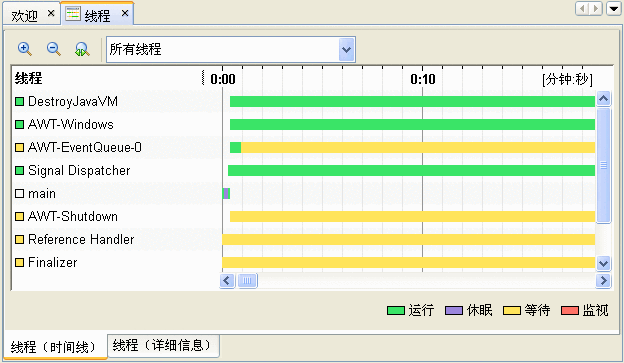 欢迎 线程
所有线程
线程 0:00 0:10 [分钟:秒]
DestroyJavaVM
AWT-Windows
AWT-EventQueue-0
Signal Dispatcher
main
AWT-Shutdown
Reference Handler
Finalizer
运行 休眠 等待 监视
线程（时间线） 线程（详细信息）